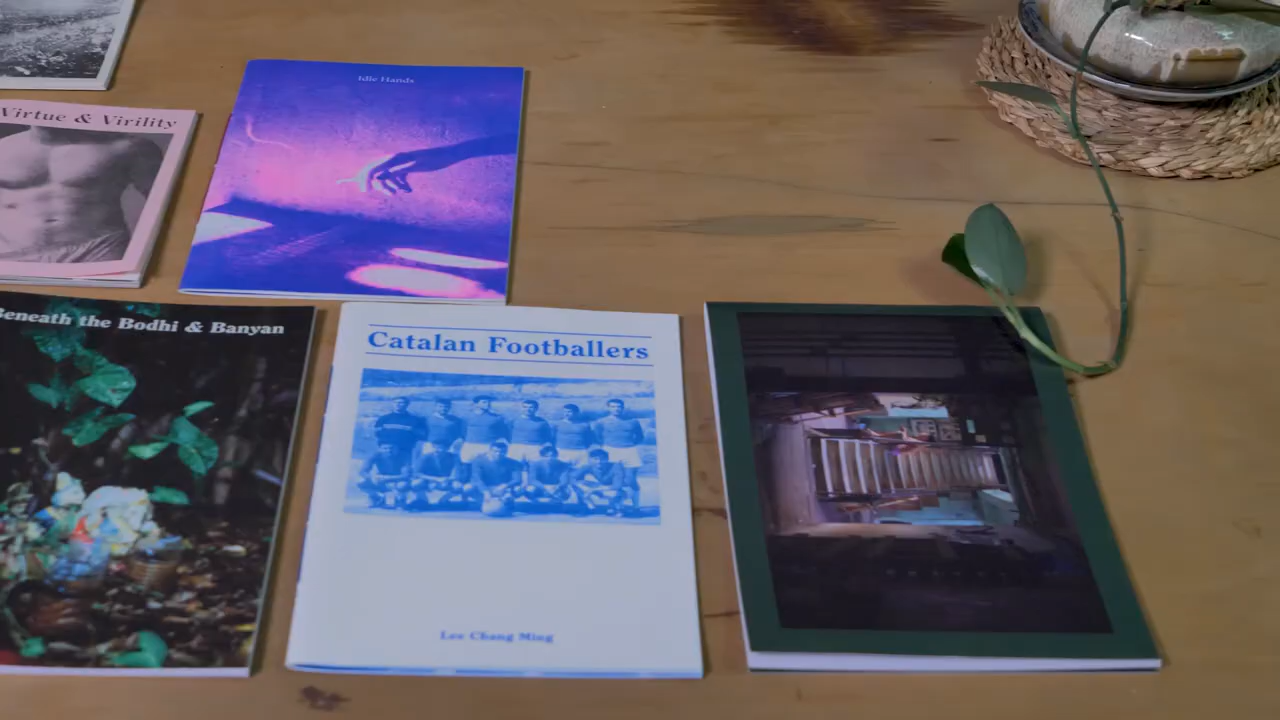 Idle Hands
Virtue & Virility
Beneath the Bodhi & Banyan
Catalan Footballers
Lee Chang Ming